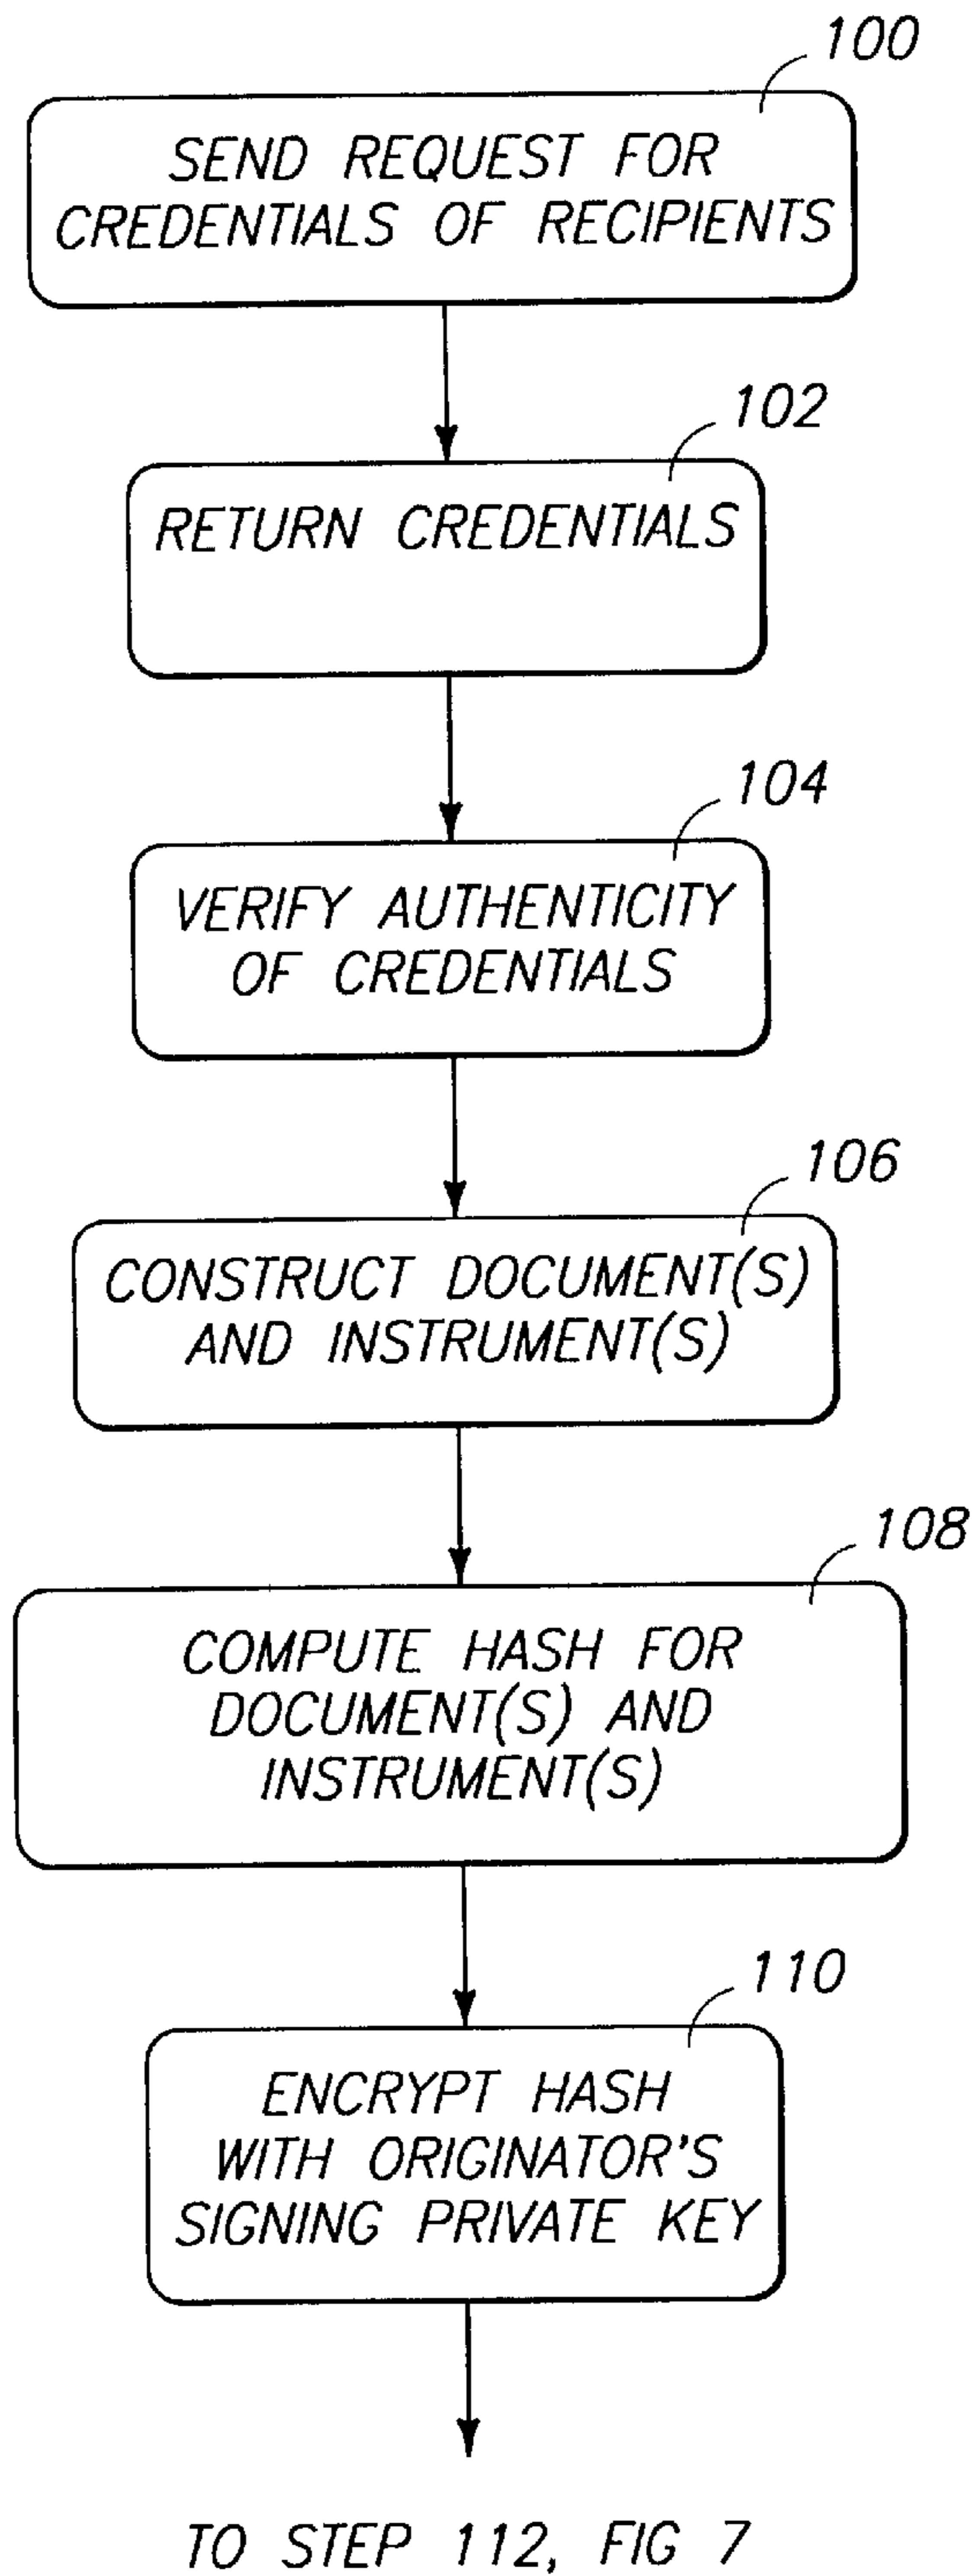 100
SEND REQUEST FOR
CREDENTIALS OF RECIPIENTS
102
RETURN CREDENTIALS
104
VERIFY AUTHENTICITY
OF CREDENTIALS
106
CONSTRUCT DOCUMENT(S)
AND INSTRUMENT(S)
108
COMPUTE HASH FOR
DOCUMENT(S) AND
INSTRUMENT(S)
110
ENCRYPT HASH
WITH ORIGINATOR'S
SIGNING PRIVATE KEY
TO STEP 112, FIG 7